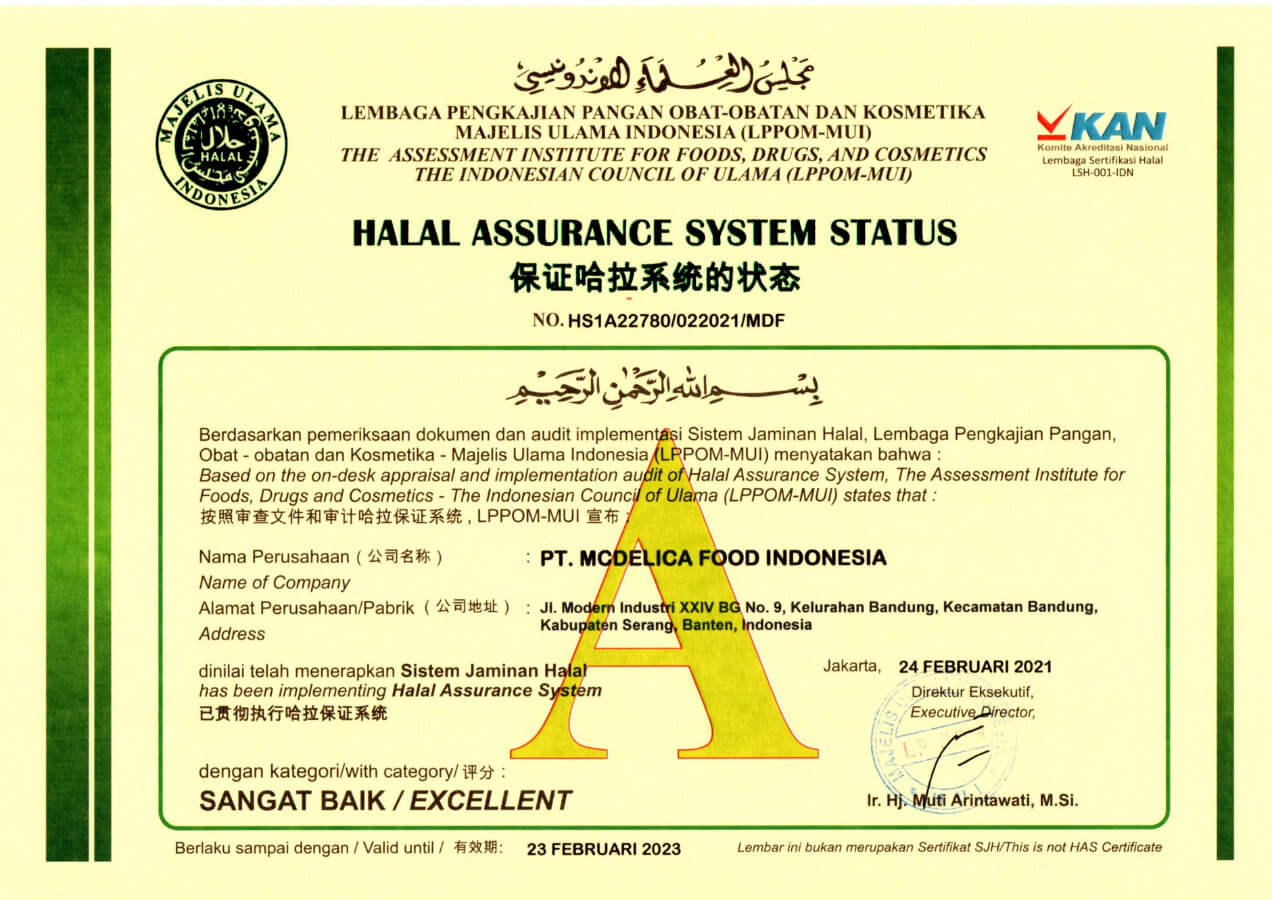 مجلس العلماء الإندونيسي
MAJELIS ULAMA
حلال
HALAL
INDONESIA
LEMBAGA PENGKAJIAN PANGAN OBAT-OBATAN DAN KOSMETIKA
MAJELIS ULAMA INDONESIA (LPPOM-MUI)
THE ASSESSMENT INSTITUTE FOR FOODS, DRUGS, AND COSMETICS
THE INDONESIAN COUNCIL OF ULAMA (LPPOM-MUI)
KAN
Komite Akreditasi Nasional
Lembaga Sertifikasi Halal
LSH-001-IDN
HALAL ASSURANCE SYSTEM STATUS
保证哈拉系统的状态
NO. HS1A22780/022021/MDF
بِسْمِ اللهِ الرَّحْمٰنِ الرَّحِيْمِ
Berdasarkan pemeriksaan dokumen dan audit implementasi Sistem Jaminan Halal, Lembaga Pengkajian Pangan,
Obat - obatan dan Kosmetika - Majelis Ulama Indonesia (LPPOM-MUI) menyatakan bahwa :
Based on the on-desk appraisal and implementation audit of Halal Assurance System, The Assessment Institute for
Foods, Drugs and Cosmetics - The Indonesian Council of Ulama (LPPOM-MUI) states that :
按照审查文件和审计哈拉保证系统 , LPPOM-MUI 宣布 ;
Nama Perusahaan ( 公司名称 ) : PT. MCDELICA FOOD INDONESIA
Name of Company
Alamat Perusahaan/Pabrik ( 公司地址 ) : Jl. Modern Industri XXIV BG No. 9, Kelurahan Bandung, Kecamatan Bandung,
Kabupaten Serang, Banten, Indonesia
Address
A
dinilai telah menerapkan Sistem Jaminan Halal
has been implementing Halal Assurance System
已贯彻执行哈拉保证系统
Jakarta, 24 FEBRUARI 2021
Direktur Eksekutif,
Executive Director,
Ir. Hj. Muti Arintawati, M.Si.
dengan kategori/with category/ 评分 :
SANGAT BAIK / EXCELLENT
Berlaku sampai dengan / Valid until / 有效期: 23 FEBRUARI 2023
Lembar ini bukan merupakan Sertifikat SJH/This is not HAS Certificate